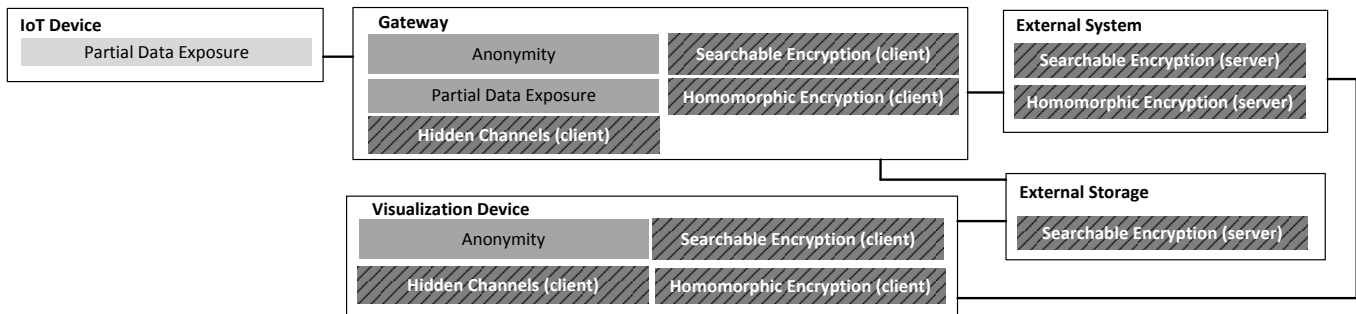 IoT Device
Partial Data Exposure
Gateway
Anonymity
Searchable Encryption (client)
Partial Data Exposure
Homomorphic Encryption (client)
Hidden Channels (client)
External System
Searchable Encryption (server)
Homomorphic Encryption (server)
External Storage
Searchable Encryption (server)
Visualization Device
Anonymity
Searchable Encryption (client)
Hidden Channels (client)
Homomorphic Encryption (client)